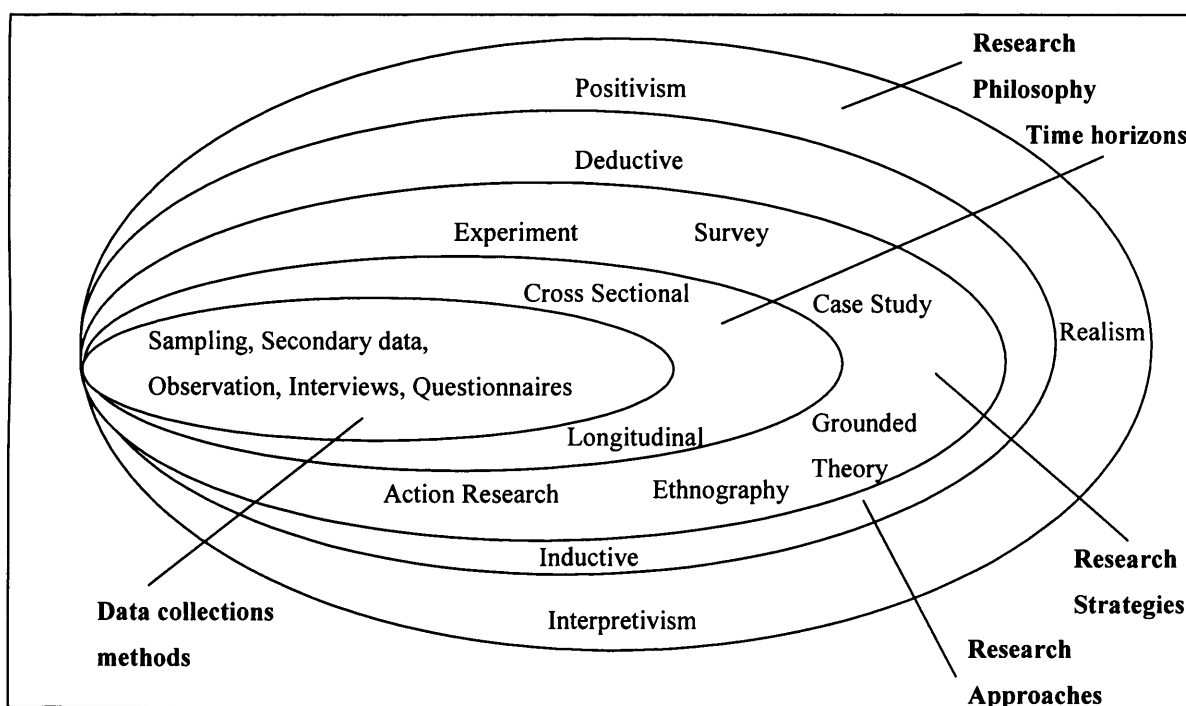 Research
Philosophy
Positivism
Time horizons
Deductive
Experiment Survey
Cross Sectional Case Study
Sampling, Secondary data,
Realism
Observation, Interviews, Questionnaires
Longitudinal
Grounded
Theory
Action Research Ethnography
Inductive
Research
Strategies
Data collections
methods
Interpretivism
Research
Approaches